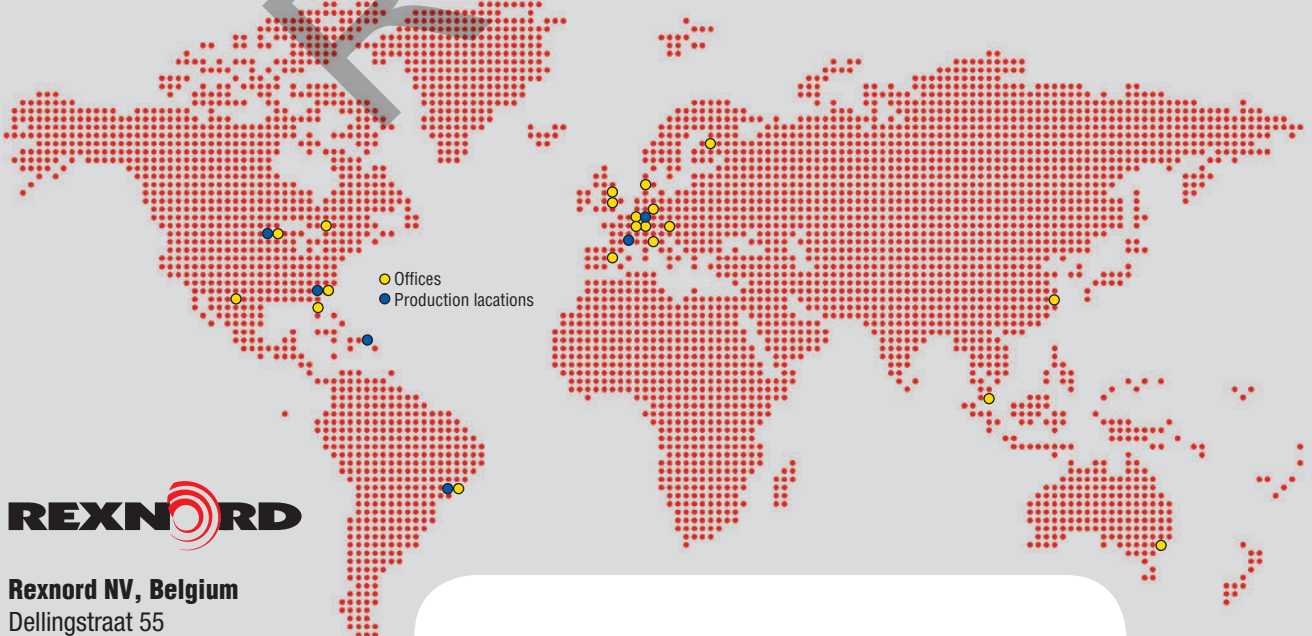 Offices
Production lacations
REXNORD
Rexnord NV, Belgium
Dellingstraat 55